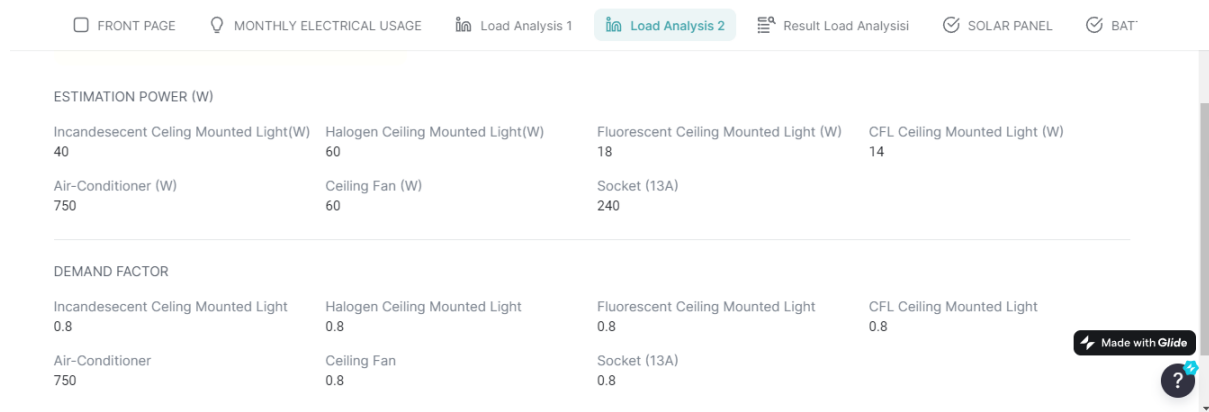 FRONT PAGE MONTHLY ELECTRICAL USAGE Load Analysis 1 Load Analysis 2 Result Load Analysisi SOLAR PANEL BAT
ESTIMATION POWER (W)
Incandesecent Celing Mounted Light(W) Halogen Ceiling Mounted Light(W) Fluorescent Ceiling Mounted Light (W) CFL Ceiling Mounted Light (W)
40 60 18 14
Air-Conditioner (W) Ceiling Fan (W) Socket (13A)
750 60 240
DEMAND FACTOR
Incandesecent Celing Mounted Light Halogen Ceiling Mounted Light Fluorescent Ceiling Mounted Light CFL Ceiling Mounted Light
0.8 0.8 0.8 0.8
Made with Glide
Air-Conditioner Ceiling Fan Socket (13A)
750 0.8 0.8
?